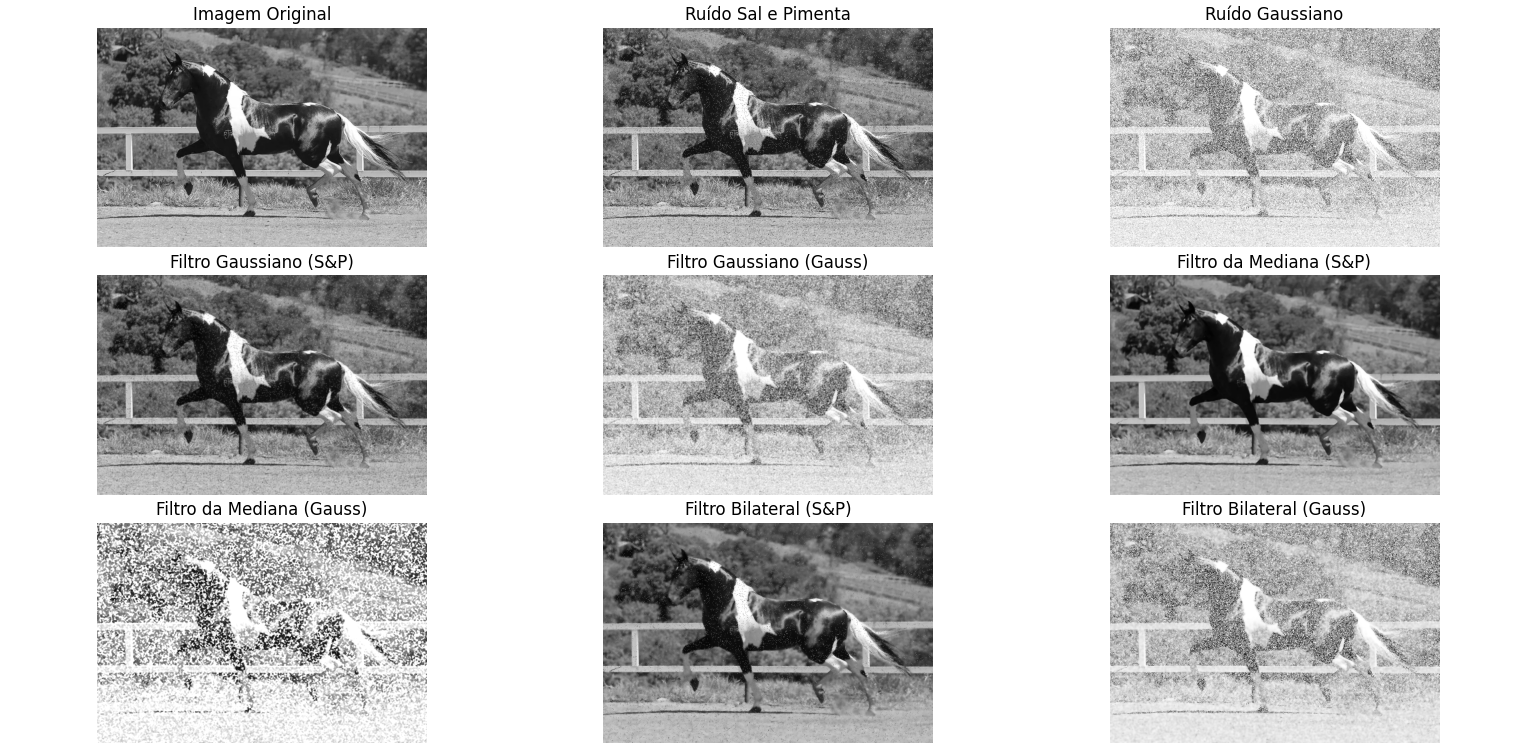 Imagem Original
Ruído Sal e Pimenta
Ruído Gaussiano
Filtro Gaussiano (S&P)
Filtro Gaussiano (Gauss)
Filtro da Mediana (S&P)
Filtro da Mediana (Gauss)
Filtro Bilateral (S&P)
Filtro Bilateral (Gauss)